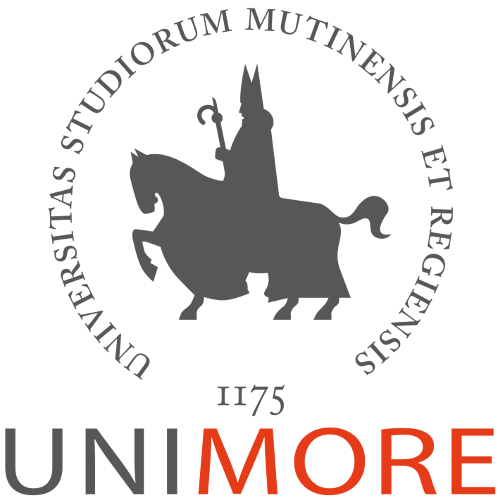 UNIVERSITAS STUDIORUM MUTINENSIS ET REGIENSIS
1175
UNIMORE